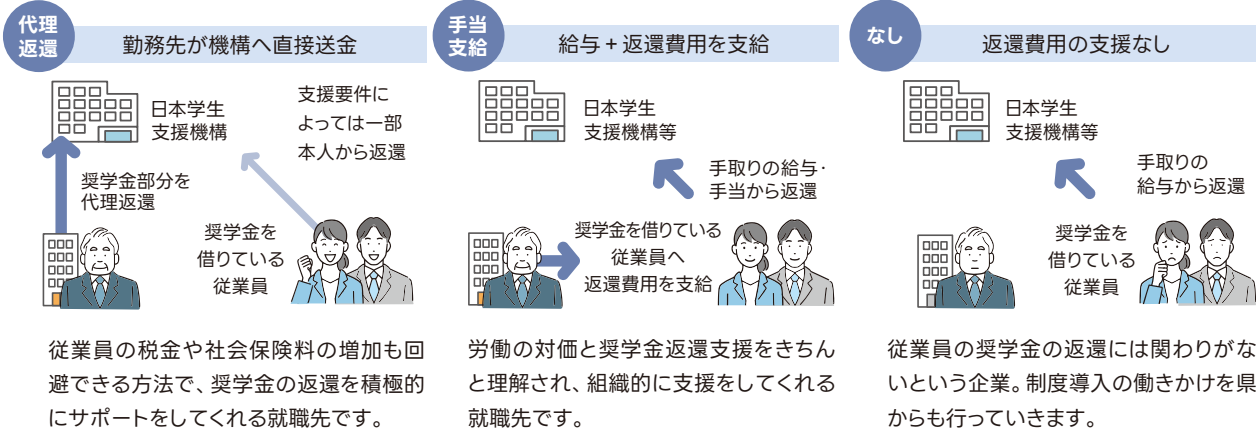 代理
返還
勤務先が機構へ直接送金
日本学生
支援機構
支援要件に
よっては一部
本人から返還
奨学金部分を
代理返還
奨学金を
借りている
従業員
従業員の税金や社会保険料の増加も回
避できる方法で、奨学金の返還を積極的
にサポートをしてくれる就職先です。
手当
支給
給与+返還費用を支給
日本学生
支援機構等
手取りの給与・
手当から返還
奨学金を借りている
従業員へ
返還費用を支給
労働の対価と奨学金返還支援をきちん
と理解され、組織的に支援をしてくれる
就職先です。
なし
返還費用の支援なし
日本学生
支援機構等
手取りの
給与から返還
奨学金を
借りている
従業員
従業員の奨学金の返還には関わりがな
いという企業。制度導入の働きかけを県
からも行っていきます。